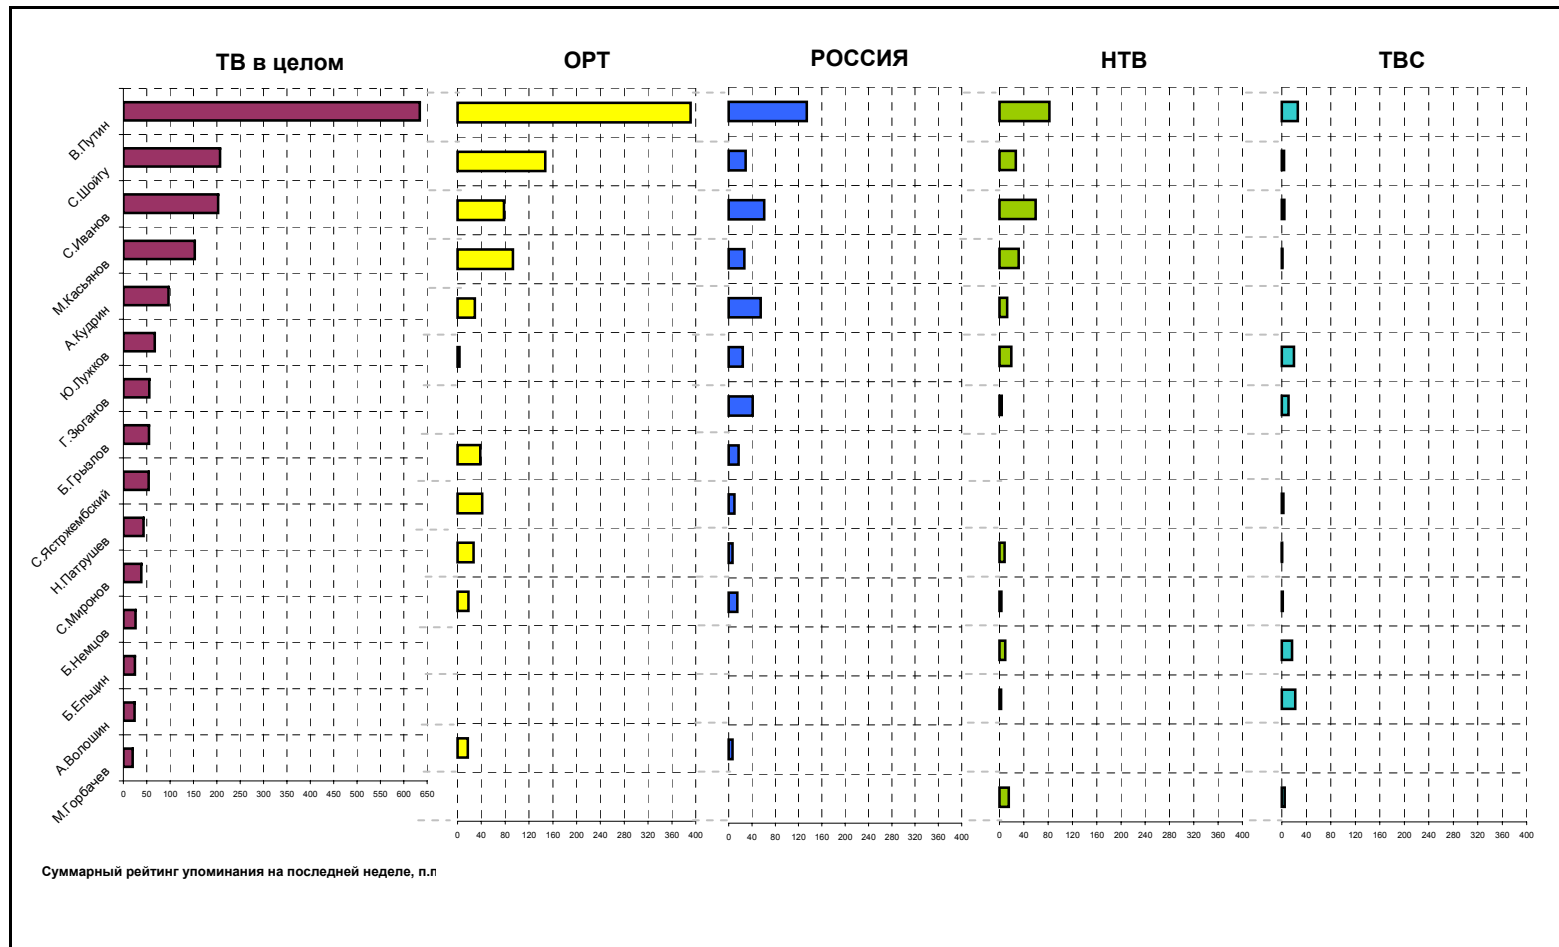 ТВ в целом
ОРТ
РОССИЯ
НТВ
ТВС
В.Путин
С.Шойгу
С.Иванов
М.Касьянов
А.Кудрин
Ю.Лужков
Г.Зюганов
Б.Грызлов
С.Ястржембский
Н.Патрушев
С.Миронов
Б.Немцов
Б.Ельцин
А.Волошин
М.Горбачев
0 50 100 150 200 250 300 350 400 450 500 550 600 650
0 40 80 120 160 200 240 280 320 360 400
0 40 80 120 160 200 240 280 320 360 400
0 40 80 120 160 200 240 280 320 360 400
0 40 80 120 160 200 240 280 320 360 400
Суммарный рейтинг упоминания на последней неделе, п.п